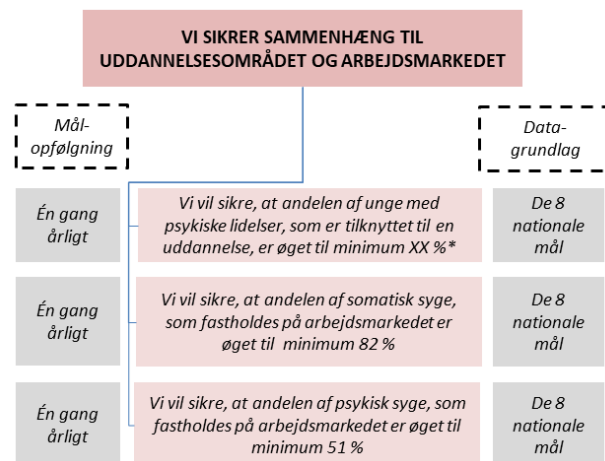 VI SIKRER SAMMENHÆNG TIL
UDDANNELSESOMRÅDET OG ARBEJDSMARKEDET
Mål-
opfølgning
Data-
grundlag
Én gang
årligt
Vi vil sikre, at andelen af unge med
psykiske lidelser, som er tilknyttet til en
uddannelse, er øget til minimum XX %*
De 8
nationale
mål
Én gang
årligt
Vi vil sikre, at andelen af somatisk syge,
som fastholdes på arbejdsmarkedet er
øget til minimum 82 %
De 8
nationale
mål
Én gang
årligt
Vi vil sikre, at andelen af psykisk syge, som
fastholdes på arbejdsmarkedet er øget til
minimum 51 %
De 8
nationale
mål